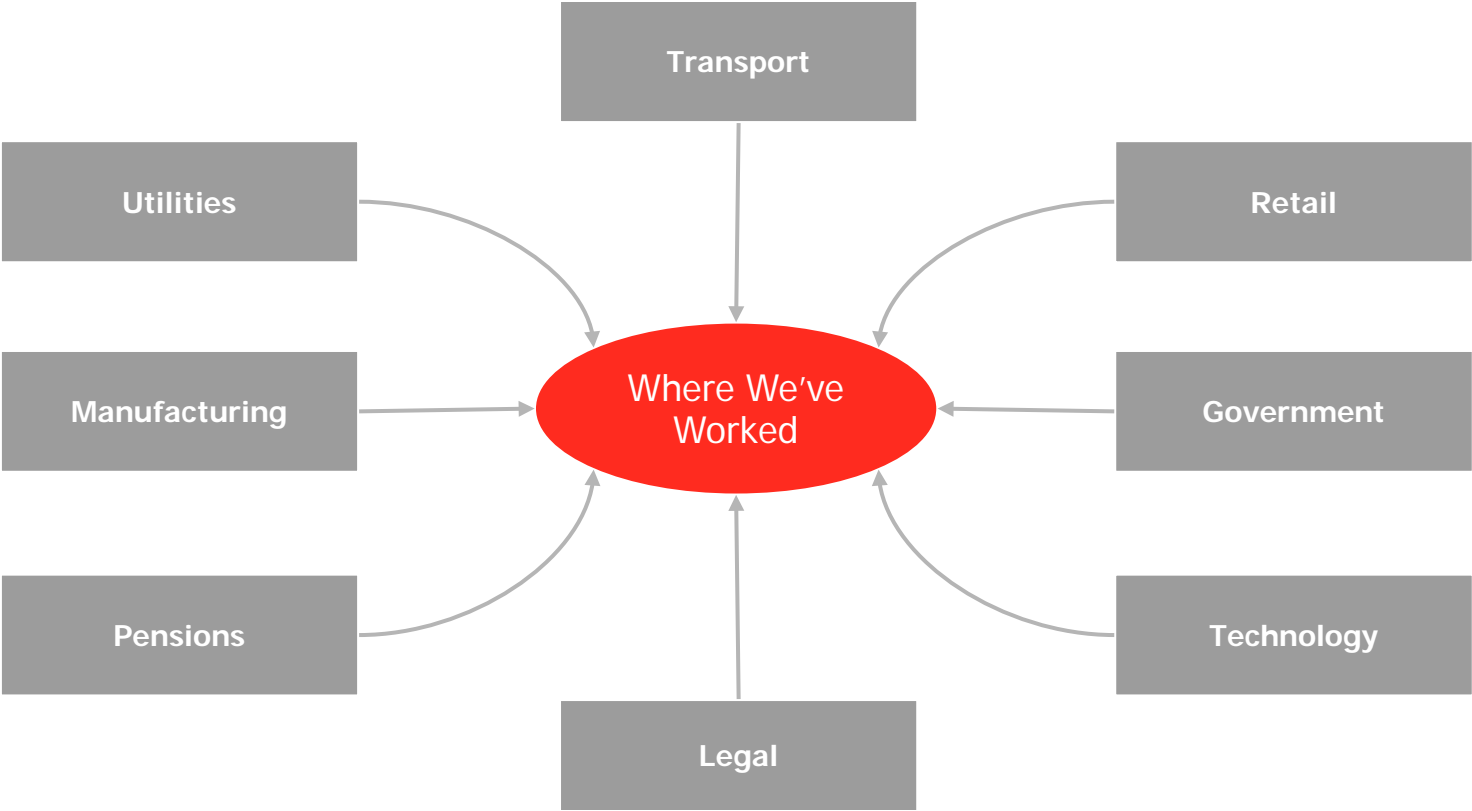 Transport
Utilities
Retail
Where We’ve
Worked
Manufacturing
Government
Pensions
Technology
Legal